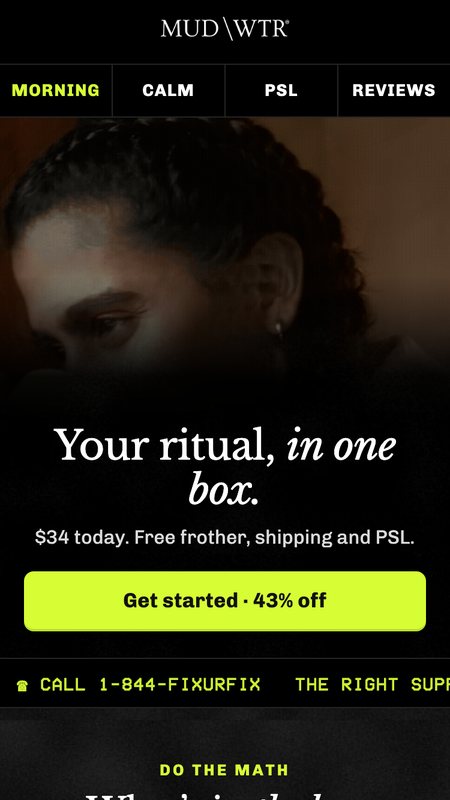 MUD\WTR®
MORNING CALM PSL REVIEWS
Your ritual, in one
box.
$34 today. Free frother, shipping and PSL.
Get started · 43% off
☎ CALL 1-844-FIXURFIX THE RIGHT SUPP
DO THE MATH